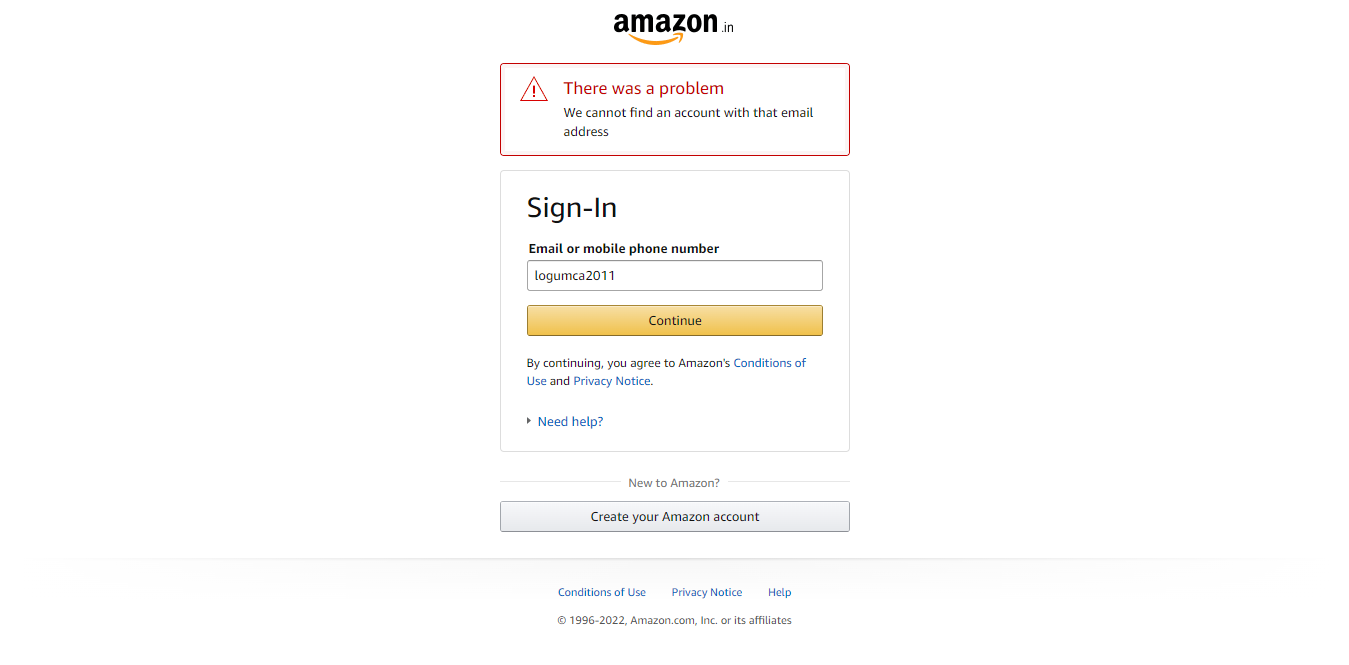 amazon.in
There was a problem
We cannot find an account with that email
address
Sign-In
Email or mobile phone number
logumca2011
Continue
By continuing, you agree to Amazon's Conditions of
Use and Privacy Notice.
Need help?
New to Amazon?
Create your Amazon account
Conditions of Use Privacy Notice Help
© 1996-2022, Amazon.com, Inc. or its affiliates